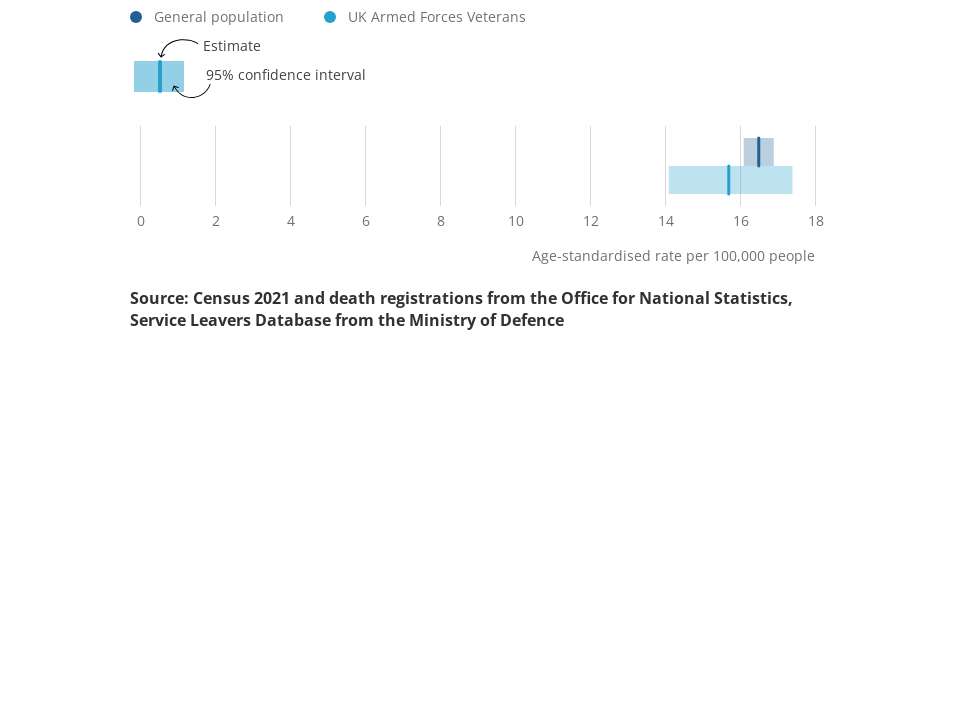 General population UK Armed Forces Veterans
Estimate
95% confidence interval
0 2 4 6 8 10 12 14 16 18
Age-standardised rate per 100,000 people
Source: Census 2021 and death registrations from the Office for National Statistics,
Service Leavers Database from the Ministry of Defence